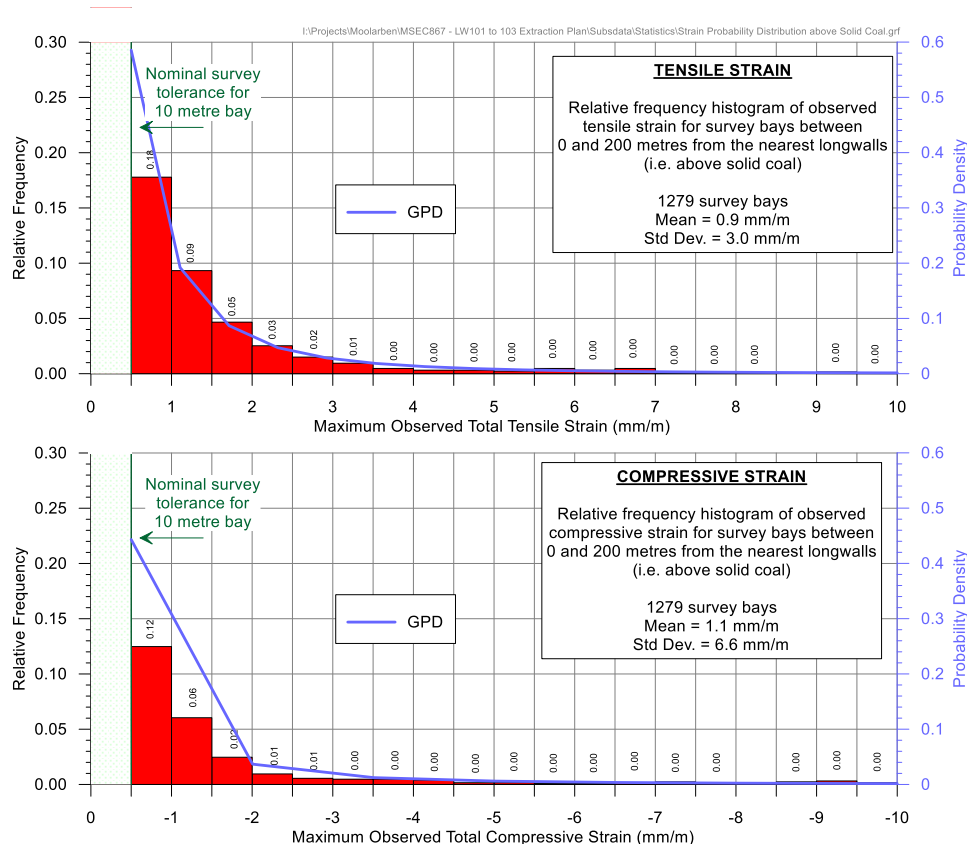 I:\Projects\Moolarben\MSEC867 - LW101 to 103 Extraction Plan\Subsdata\Statistics\Strain Probability Distribution above Solid Coal.grf
0.30
0.25
0.20
0.15
0.10
0.05
0.00
Relative Frequency
Nominal survey
tolerance for
10 metre bay
0.18
0.09
0.05
0.03
0.02
0.01
0.00
0.00
0.00
0.00
0.00
0.00
0.00
0.00
0.00
0.00
0.00
0.00
GPD
TENSILE STRAIN
Relative frequency histogram of observed
tensile strain for survey bays between
0 and 200 metres from the nearest longwalls
(i.e. above solid coal)
1279 survey bays
Mean = 0.9 mm/m
Std Dev. = 3.0 mm/m
0.6
0.5
0.4
0.3
0.2
0.1
0
Probability Density
0 1 2 3 4 5 6 7 8 9 10
Maximum Observed Total Tensile Strain (mm/m)
0.30
0.25
0.20
0.15
0.10
0.05
0.00
Relative Frequency
Nominal survey
tolerance for
10 metre bay
0.12
0.06
0.02
0.01
0.01
0.00
0.00
0.00
0.00
0.00
0.00
0.00
0.00
0.00
0.00
0.00
0.00
0.00
GPD
COMPRESSIVE STRAIN
Relative frequency histogram of observed
compressive strain for survey bays between
0 and 200 metres from the nearest longwalls
(i.e. above solid coal)
1279 survey bays
Mean = 1.1 mm/m
Std Dev. = 6.6 mm/m
0.6
0.5
0.4
0.3
0.2
0.1
0
Probability Density
0 -1 -2 -3 -4 -5 -6 -7 -8 -9 -10
Maximum Observed Total Compressive Strain (mm/m)